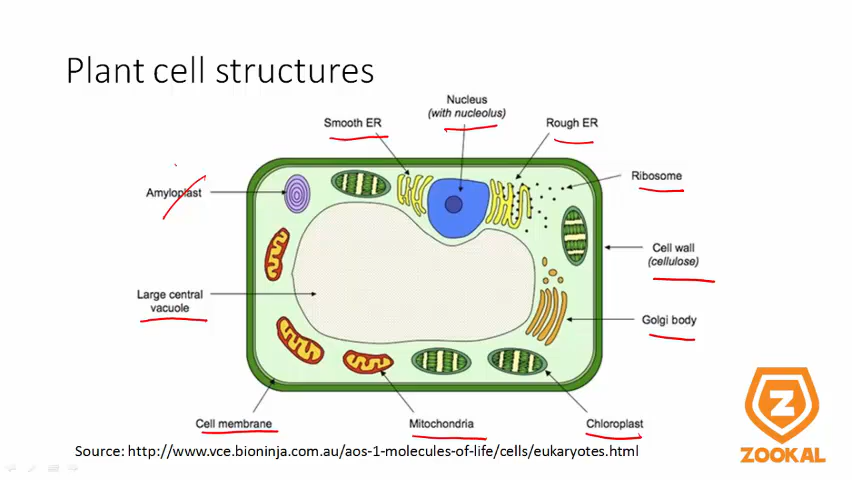 Plant cell structures
Nucleus
(with nucleolus)
Smooth ER
Rough ER
Ribosome
Amyloplast
Cell wall
(cellulose)
Large central
vacuole
Golgi body
Cell membrane
Mitochondria
Chloroplast
Source: http://www.vce.bioninja.com.au/aos-1-molecules-of-life/cells/eukaryotes.html
Z
ZOOKAL